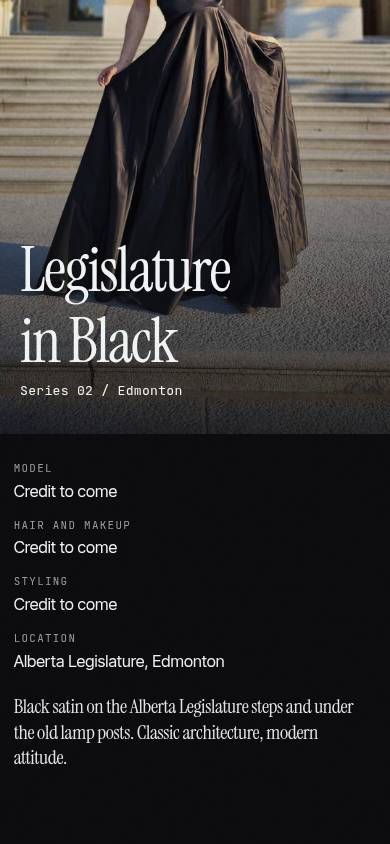 Legislature
in Black
Series 02 / Edmonton
MODEL
Credit to come
HAIR AND MAKEUP
Credit to come
STYLING
Credit to come
LOCATION
Alberta Legislature, Edmonton
Black satin on the Alberta Legislature steps and under
the old lamp posts. Classic architecture, modern
attitude.